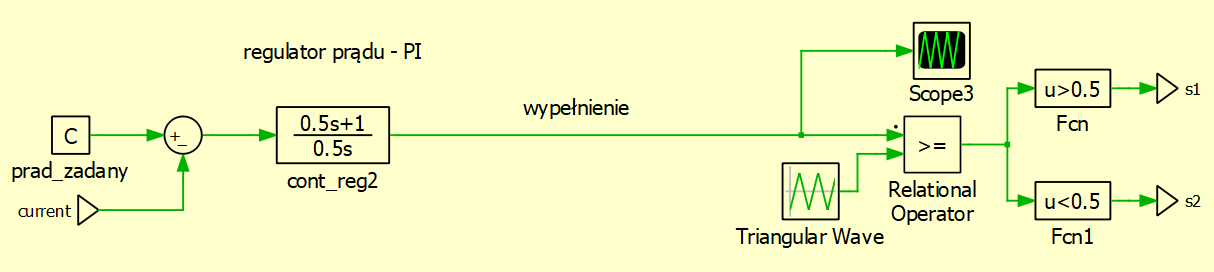 regulator prądu - PI
C
prad_zadany
current
+
−
0.5s+1
0.5s
cont_reg2
wypełnienie
Scope3
Triangular Wave
>=
Relational
Operator
u>0.5
Fcn
s1
u<0.5
Fcn1
s2